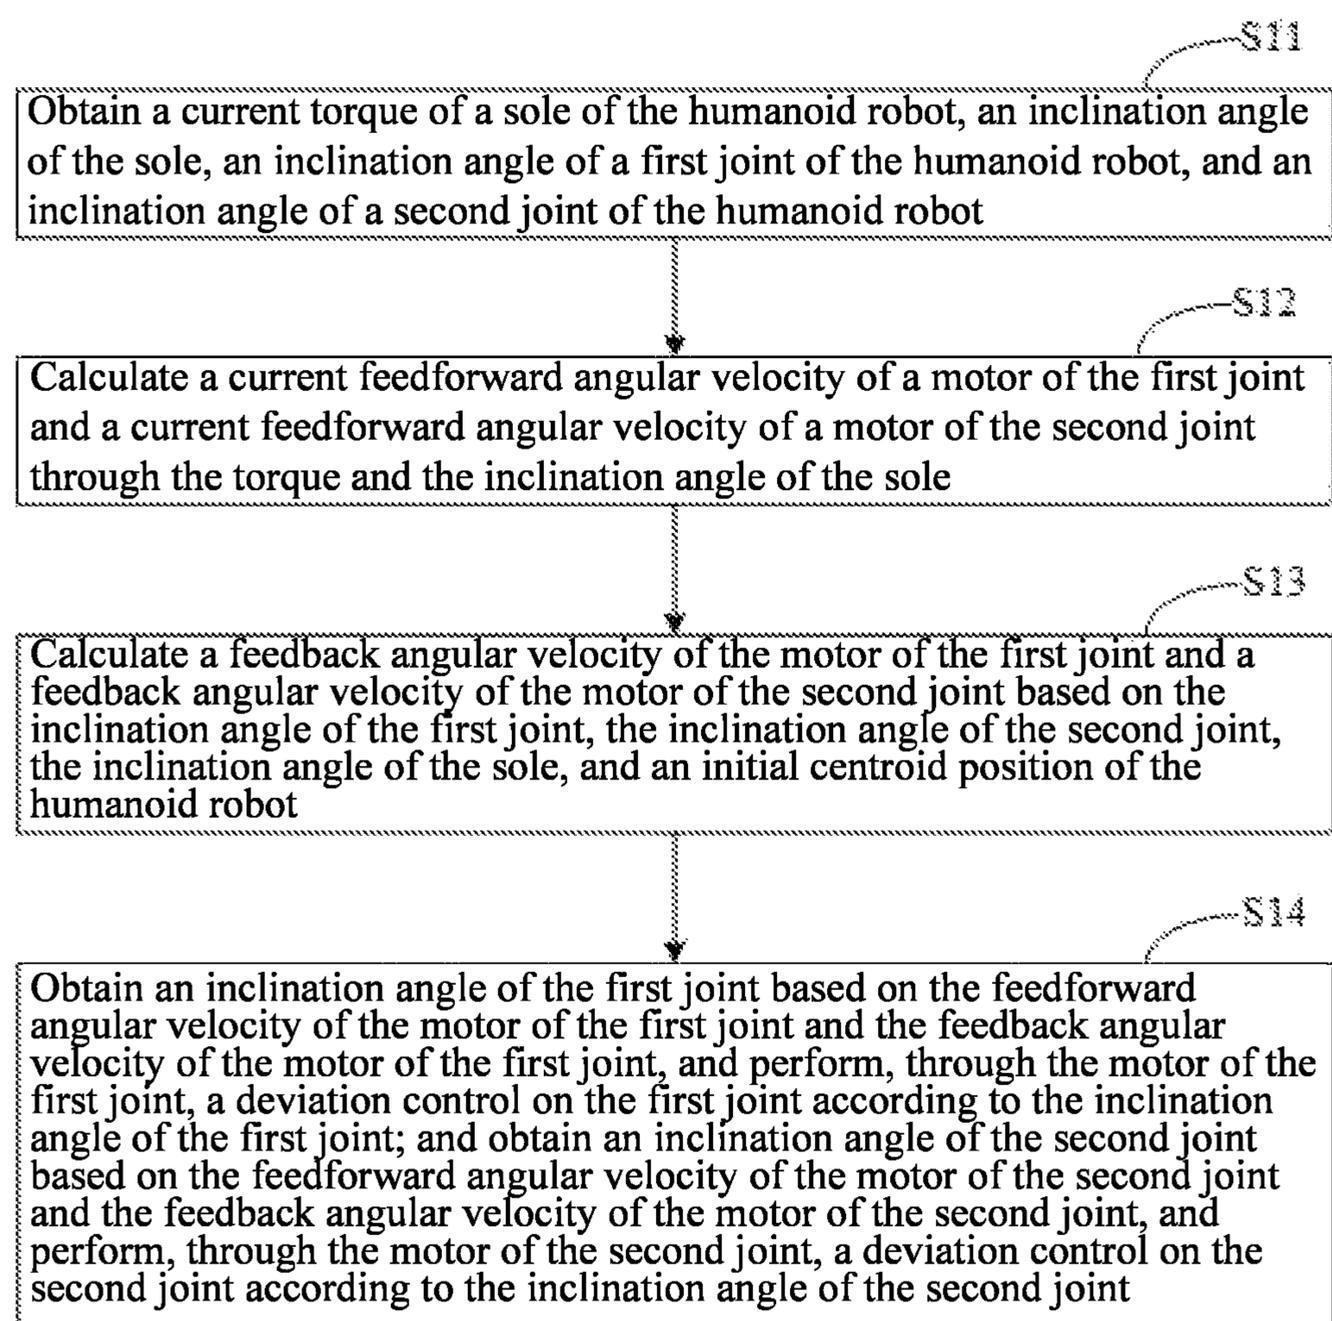 S11
Obtain a current torque of a sole of the humanoid robot, an inclination angle
of the sole, an inclination angle of a first joint of the humanoid robot, and an
inclination angle of a second joint of the humanoid robot
S12
Calculate a current feedforward angular velocity of a motor of the first joint
and a current feedforward angular velocity of a motor of the second joint
through the torque and the inclination angle of the sole
S13
Calculate a feedback angular velocity of the motor of the first joint and a
feedback angular velocity of the motor of the second joint based on the
inclination angle of the first joint, the inclination angle of the second joint,
the inclination angle of the sole, and an initial centroid position of the
humanoid robot
S14
Obtain an inclination angle of the first joint based on the feedforward
angular velocity of the motor of the first joint and the feedback angular
velocity of the motor of the first joint, and perform, through the motor of the
first joint, a deviation control on the first joint according to the inclination
angle of the first joint; and obtain an inclination angle of the second joint
based on the feedforward angular velocity of the motor of the second joint
and the feedback angular velocity of the motor of the second joint, and
perform, through the motor of the second joint, a deviation control on the
second joint according to the inclination angle of the second joint